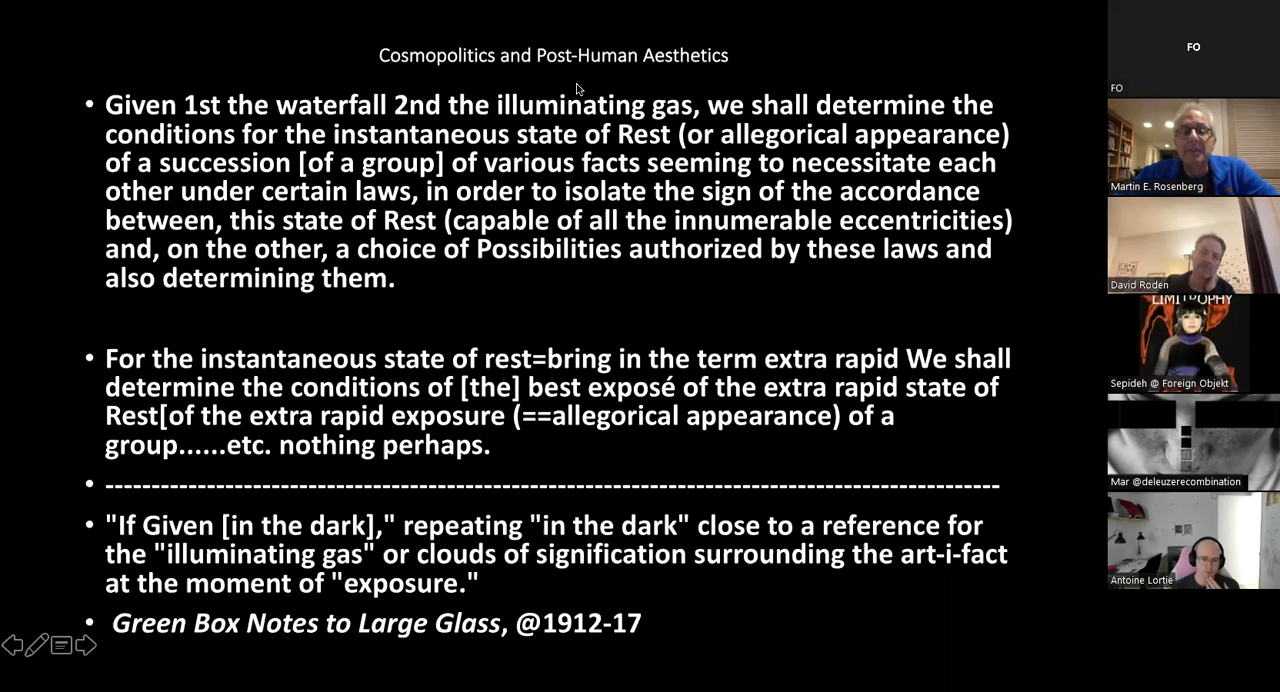 Cosmopolitics and Post-Human Aesthetics
• Given 1st the waterfall 2nd the illuminating gas, we shall determine the
conditions for the instantaneous state of Rest (or allegorical appearance)
of a succession [of a group] of various facts seeming to necessitate each
other under certain laws, in order to isolate the sign of the accordance
between, this state of Rest (capable of all the innumerable eccentricities)
and, on the other, a choice of Possibilities authorized by these laws and
also determining them.
• For the instantaneous state of rest=bring in the term extra rapid We shall
determine the conditions of [the] best exposé of the extra rapid state of
Rest[of the extra rapid exposure (==allegorical appearance) of a
group......etc. nothing perhaps.
• -------------------------------------------------------------------------------------------------
• "If Given [in the dark]," repeating "in the dark" close to a reference for
the "illuminating gas" or clouds of signification surrounding the art-i-fact
at the moment of "exposure."
• Green Box Notes to Large Glass, @1912-17
FO
FO
Martin E. Rosenberg
David Roden
LIMITROPHY
Sepideh @ Foreign Objekt
Mar @deleuzerecombination
Antoine Lortie